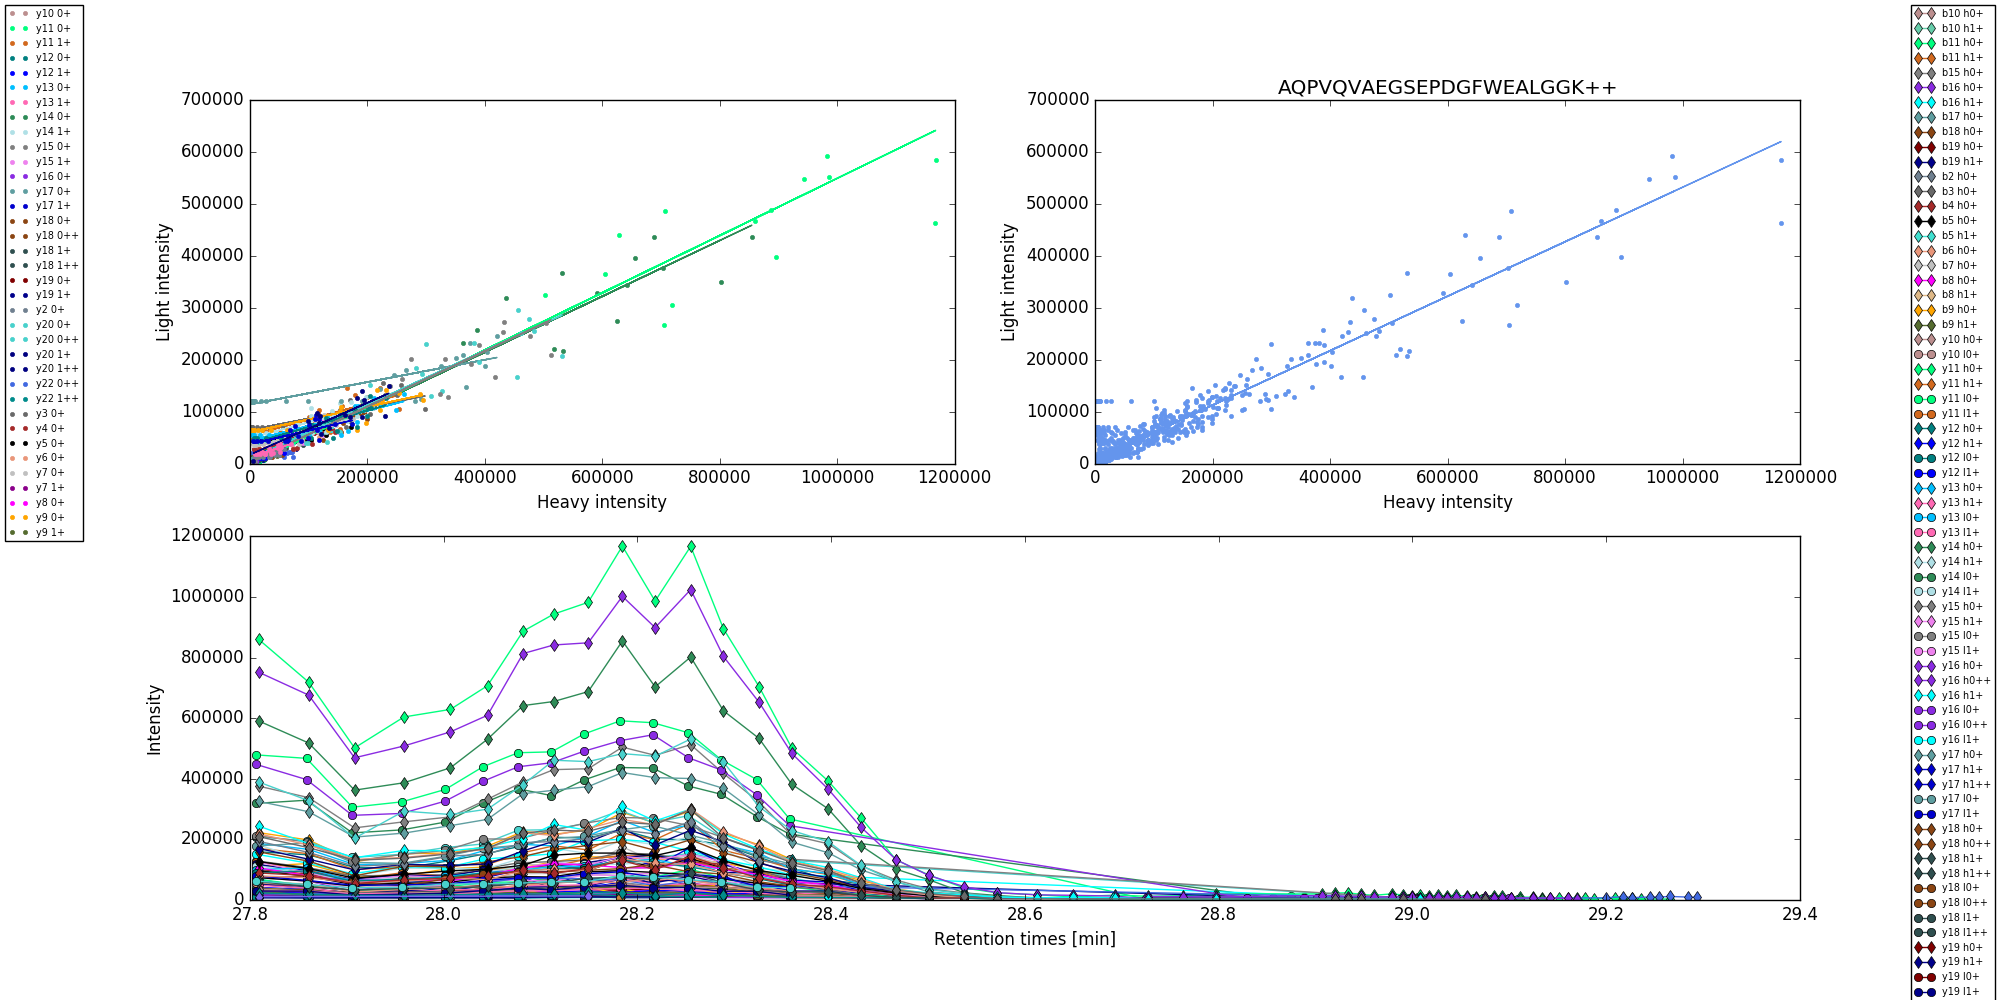 y10 0+
y11 0+
y11 1+
y12 0+
y12 1+
y13 0+
y13 1+
y14 0+
y14 1+
y15 0+
y15 1+
y16 0+
y17 0+
y17 1+
y18 0+
y18 0++
y18 1+
y18 1++
y19 0+
y19 1+
y2 0+
y20 0+
y20 0++
y20 1+
y20 1++
y22 0++
y22 1++
y3 0+
y4 0+
y5 0+
y6 0+
y7 0+
y7 1+
y8 0+
y9 0+
y9 1+
700000
600000
500000
400000
300000
200000
100000
0
Light intensity
0 200000 400000 600000 800000 1000000 1200000
Heavy intensity
AQPVQVAEGSEPDGFWEALGGK++
700000
600000
500000
400000
300000
200000
100000
0
Light intensity
0 200000 400000 600000 800000 1000000 1200000
Heavy intensity
1200000
1000000
800000
600000
400000
200000
0
Intensity
27.8 28.0 28.2 28.4 28.6 28.8 29.0 29.2 29.4
Retention times [min]
b10 h0+
b10 h1+
b11 h0+
b11 h1+
b15 h0+
b16 h0+
b16 h1+
b17 h0+
b18 h0+
b19 h0+
b19 h1+
b2 h0+
b3 h0+
b4 h0+
b5 h0+
b5 h1+
b6 h0+
b7 h0+
b8 h0+
b8 h1+
b9 h0+
b9 h1+
y10 h0+
y10 l0+
y11 h0+
y11 h1+
y11 l0+
y11 l1+
y12 h0+
y12 h1+
y12 l0+
y12 l1+
y13 h0+
y13 h1+
y13 l0+
y13 l1+
y14 h0+
y14 h1+
y14 l0+
y14 l1+
y15 h0+
y15 h1+
y15 l0+
y15 l1+
y16 h0+
y16 h0++
y16 h1+
y16 l0+
y16 l0++
y16 l1+
y17 h0+
y17 h1+
y17 h1++
y17 l0+
y17 l1+
y18 h0+
y18 h0++
y18 h1+
y18 h1++
y18 l0+
y18 l0++
y18 l1+
y18 l1++
y19 h0+
y19 h1+
y19 l0+
y19 l1+